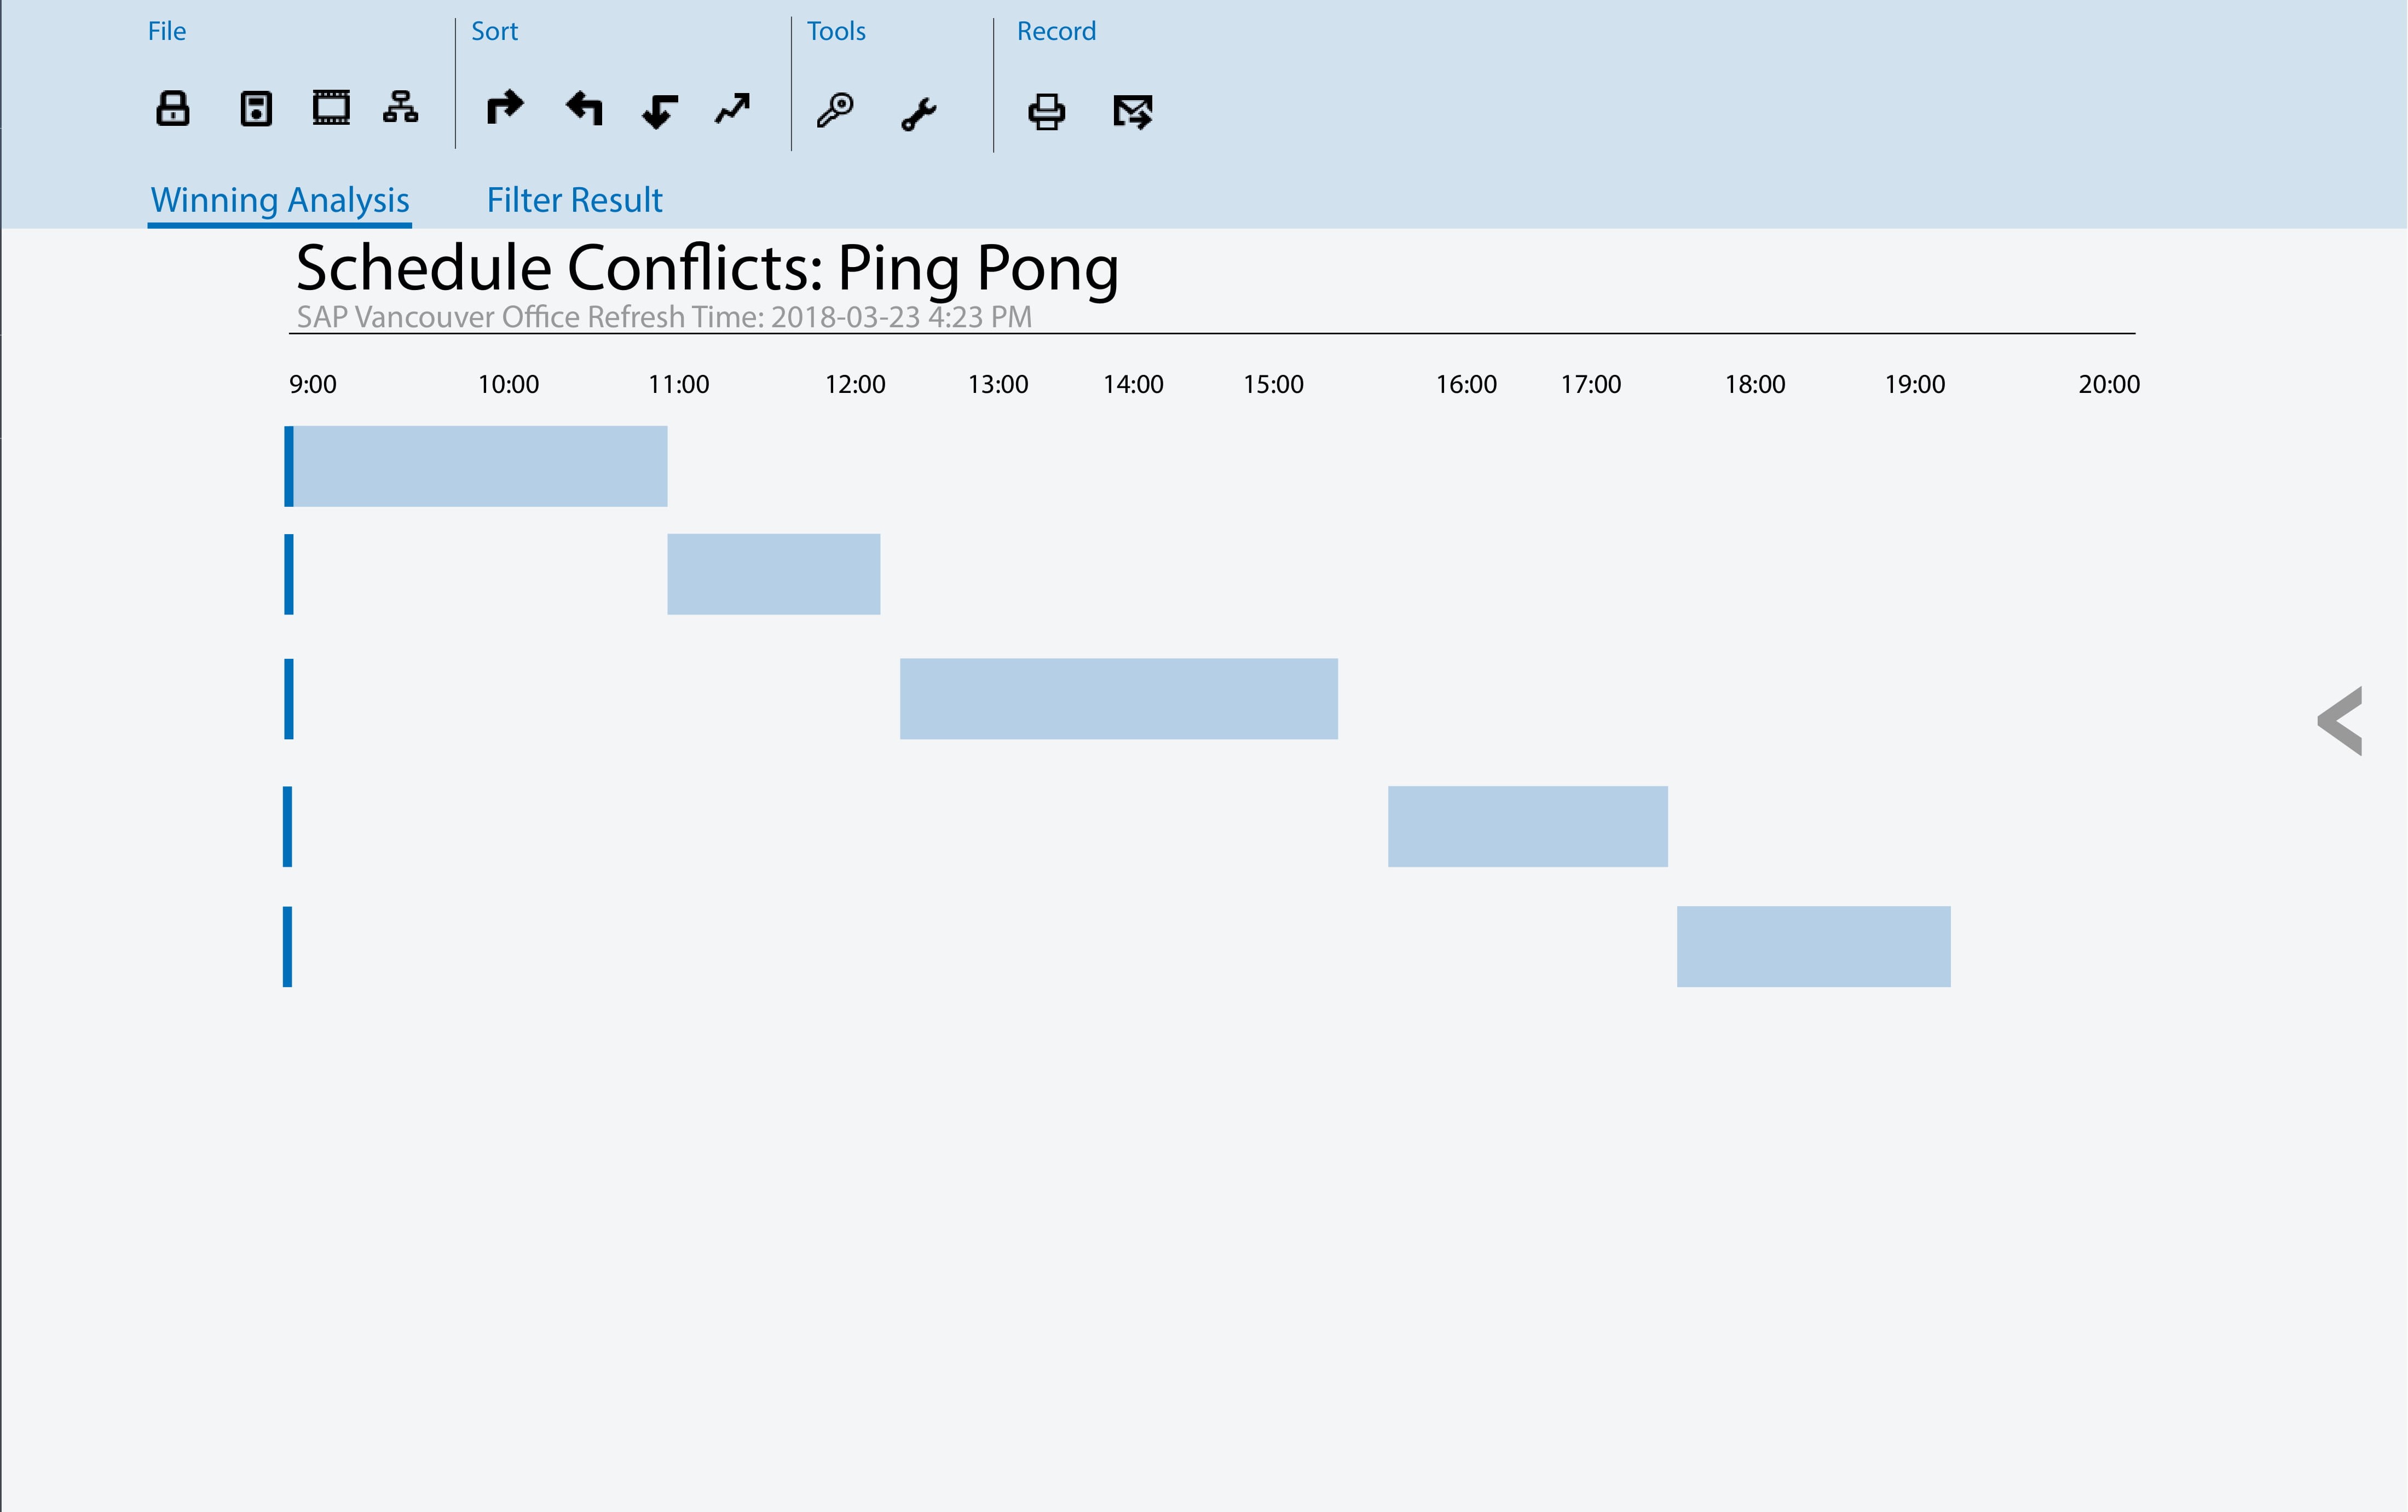 File Sort Tools Record
Winning Analysis Filter Result
Schedule Conflicts: Ping Pong
SAP Vancouver Office Refresh Time: 2018-03-23 4:23 PM
9:00 10:00 11:00 12:00 13:00 14:00 15:00 16:00 17:00 18:00 19:00 20:00